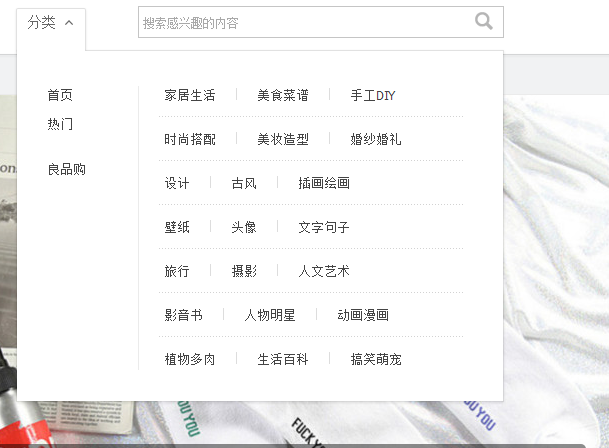 分类
搜索感兴趣的内容
首页
热门
良品购
家居生活 美食菜谱 手工DIY
时尚搭配 美妆造型 婚纱婚礼
设计 古风 插画绘画
壁纸 头像 文字句子
旅行 摄影 人文艺术
影音书 人物明星 动画漫画
植物多肉 生活百科 搞笑萌宠
YOU
FUCK YO
YOU